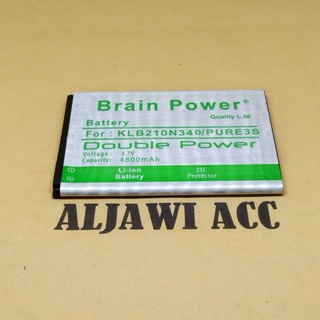 Brain Power®
Quality L.td
Battery
For : KLB210N340/PURE3S
Double Power
Voltage : 3.7V
Capacity : 4800mAh
Li-ion Battery
2IC Protector
ALJAWI ACC